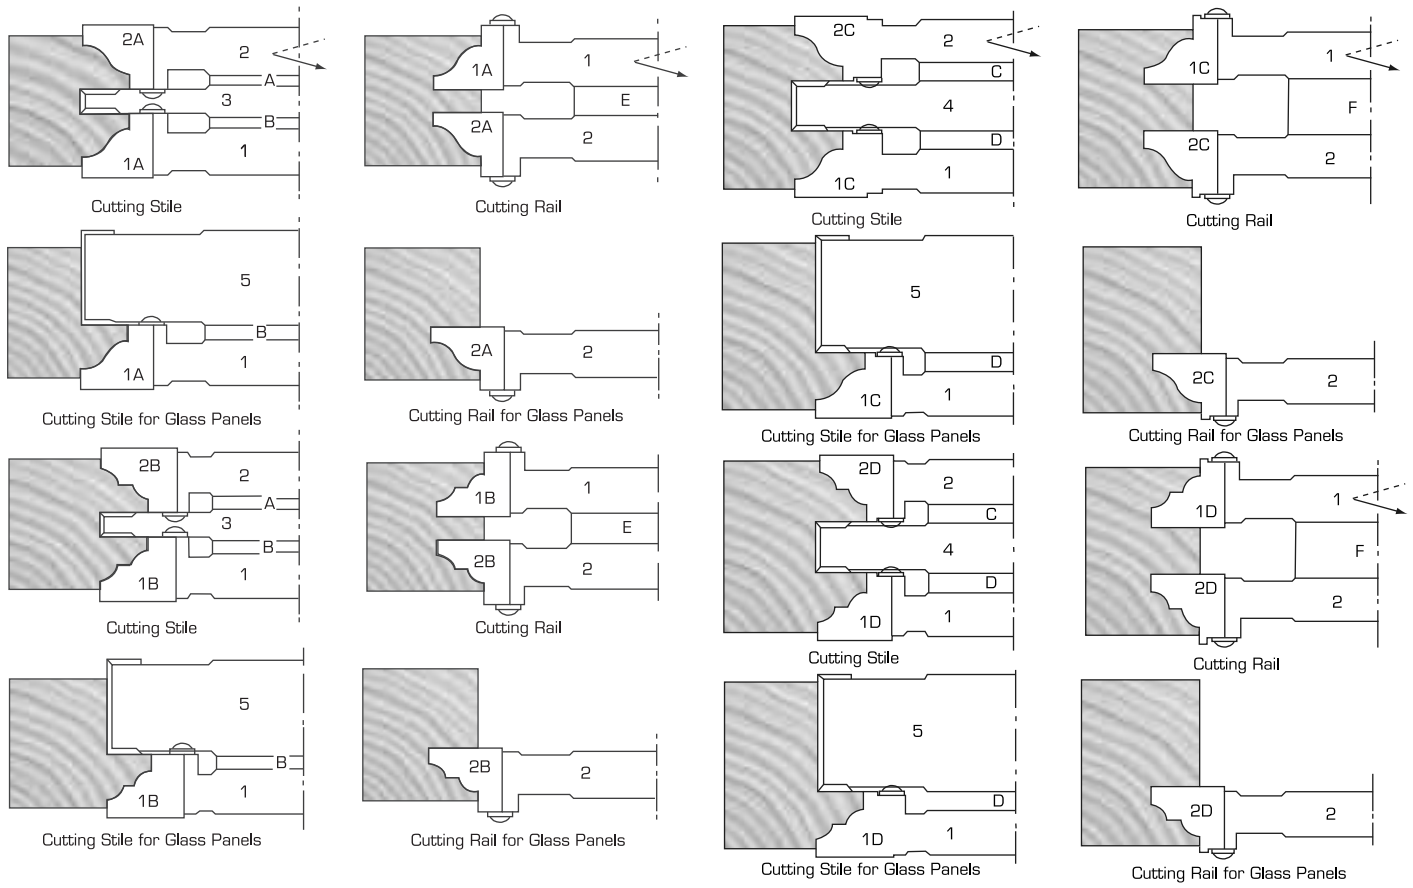 2A
2
A
3
B
1A
1
Cutting Stile
1A
1
E
2A
2
Cutting Rail
2C
2
C
4
D
1C
1
Cutting Stile
1C
1
F
2C
2
Cutting Rail
5
B
1A
1
Cutting Stile for Glass Panels
2A
2
Cutting Rail for Glass Panels
5
D
1C
1
Cutting Stile for Glass Panels
2C
2
Cutting Rail for Glass Panels
2B
2
A
3
B
1B
1
Cutting Stile
1B
1
E
2B
2
Cutting Rail
2D
2
C
4
D
1D
1
Cutting Stile
1D
1
F
2D
2
Cutting Rail
5
B
1B
1
Cutting Stile for Glass Panels
2B
2
Cutting Rail for Glass Panels
5
D
1D
1
Cutting Stile for Glass Panels
2D
2
Cutting Rail for Glass Panels